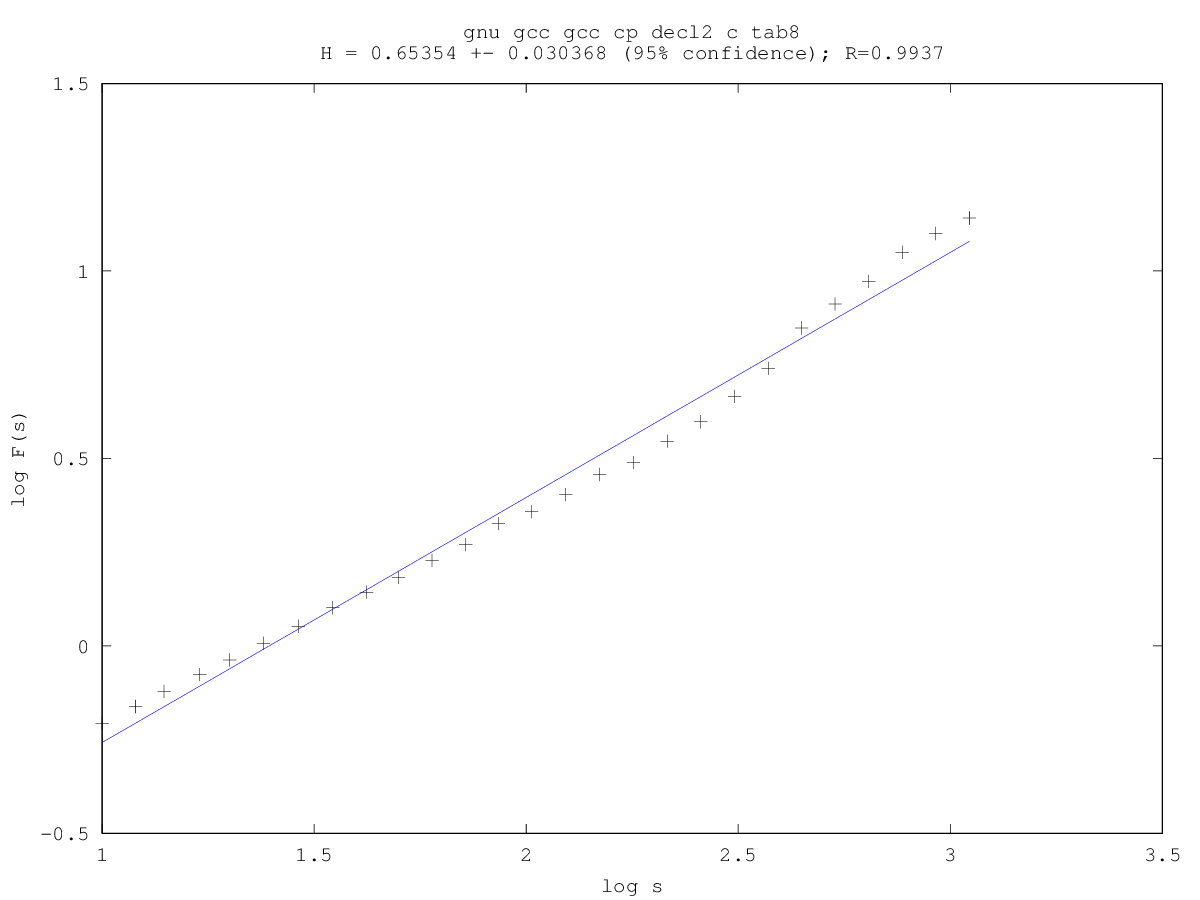 gnu gcc gcc cp decl2 c tab8
H = 0.65354 +- 0.030368 (95% confidence); R=0.9937
1.5
1
0.5
0
-0.5
log F(s)
1
1.5
2
2.5
3
3.5
log s